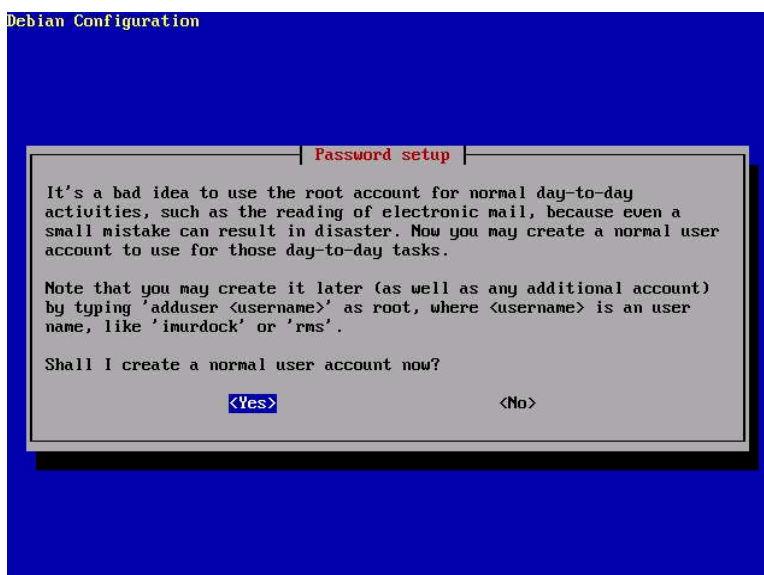 Debian Configuration
Password setup
It's a bad idea to use the root account for normal day-to-day
activities, such as the reading of electronic mail, because even a
small mistake can result in disaster. Now you may create a normal user
account to use for those day-to-day tasks.
Note that you may create it later (as well as any additional account)
by typing 'adduser <username>' as root, where <username> is an user
name, like 'imurdock' or 'rms'.
Shall I create a normal user account now?
<Yes> <No>